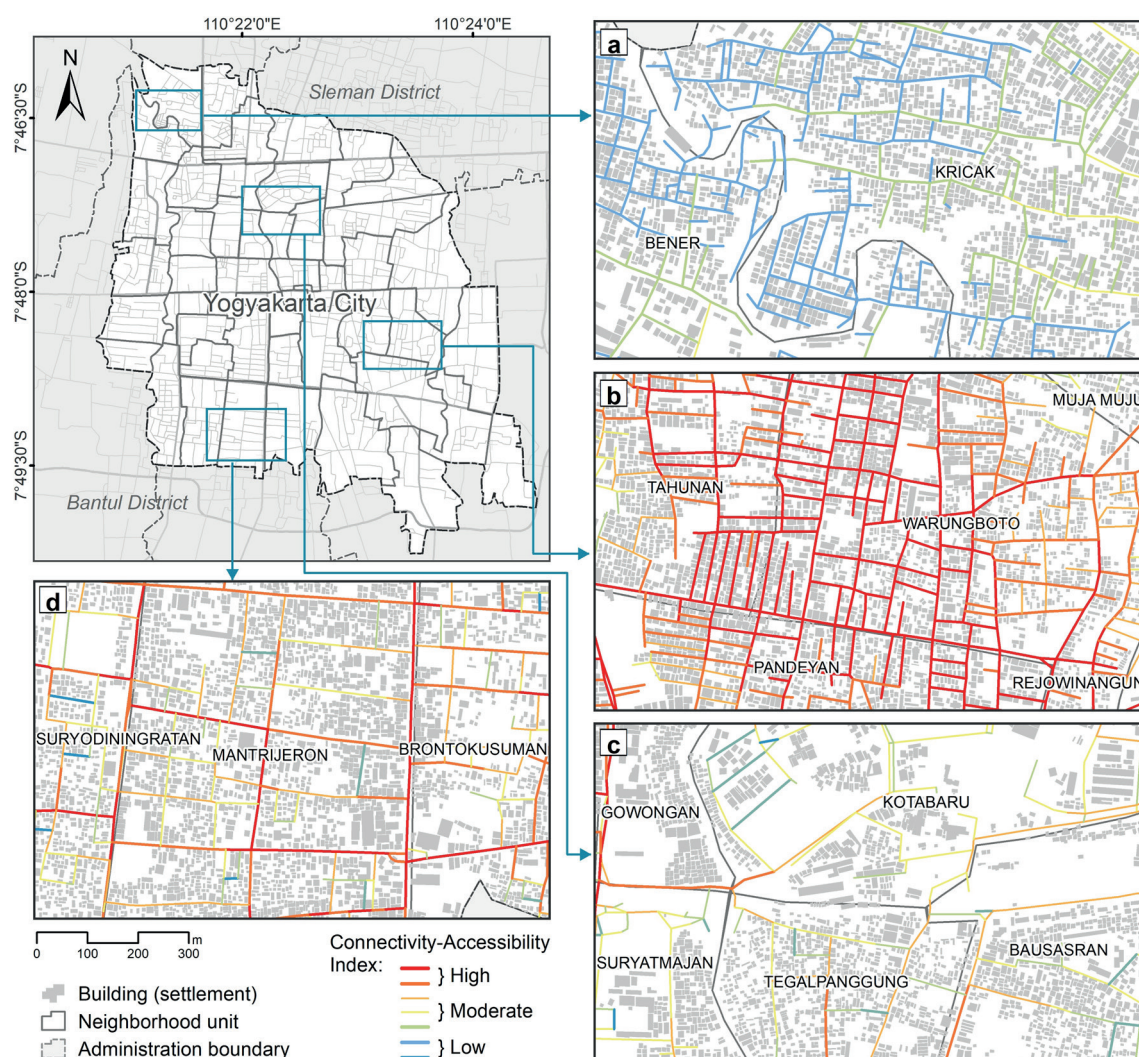 110°22'0"E
110°24'0"E
N
Sleman District
7°46'30"S
7°48'0"S
7°49'30"S
Yogyakarta City
Bantul District
a
KRICAK
BENER
b
MUJA MUJU
TAHUNAN
WARUNGBOTO
PANDEYAN
REJOWINANGUN
c
GOWONGAN
KOTABARU
SURYATMAJAN
TEGALPANGGUNG
BAUSASRAN
d
SURYODININGRATAN
MANTRIJERON
BRONTOKUSUMAN
0 100 200 300 m
Building (settlement)
Neighborhood unit
Administration boundary
Connectivity-Accessibility
Index:
} High
} Moderate
} Low